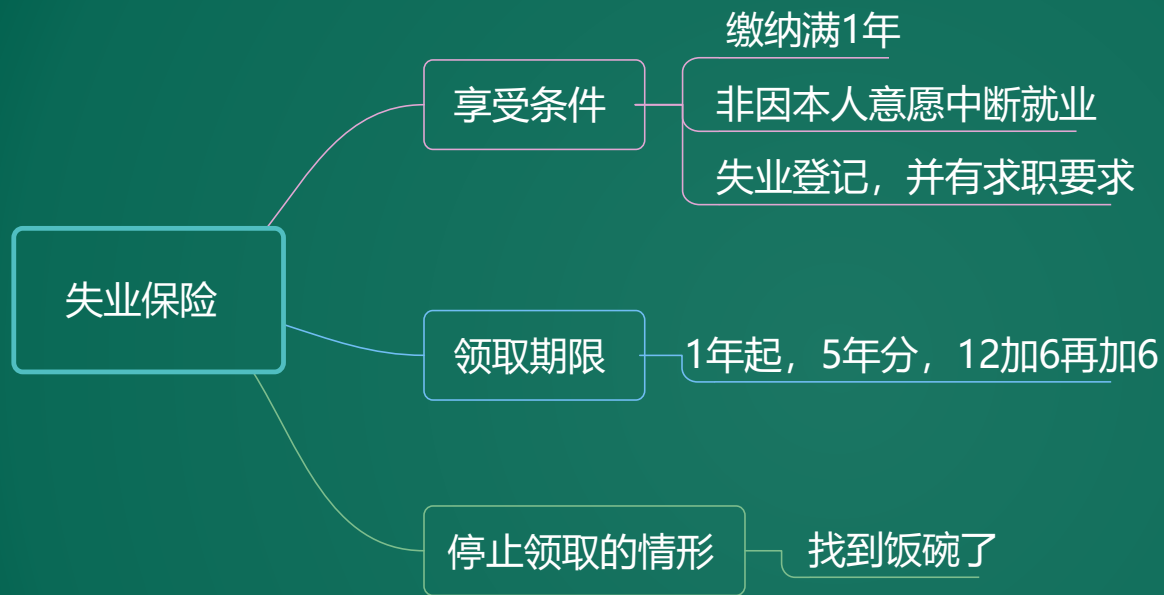 失业保险
享受条件
缴纳满1年
非因本人意愿中断就业
失业登记，并有求职要求
领取期限
1年起，5年分，12加6再加6
停止领取的情形
找到饭碗了